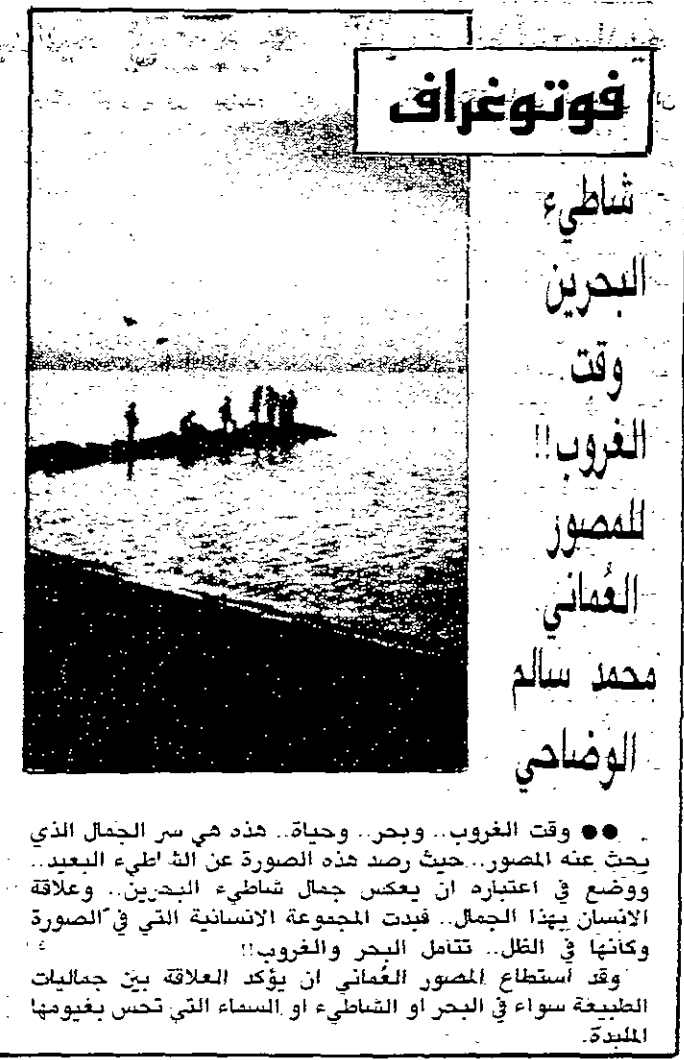 فوتوغراف
شاطيء
البحرين
وقت
الغروب!!
للمصور
العُماني
محمد سالم
الوضاحي
●● وقت الغروب.. وبحر.. وحياة.. هذه هي سر الجمال الذي
يحث عنه المصور.. حيث رصد هذه الصورة عن الشاطيء البعيد..
ووضع في اعتباره ان يعكس جمال شاطيء البحرين.. وعلاقة
الانسان بهذا الجمال.. فبدت المجموعة الانسانية التي في الصورة
وكانها في الظل.. تتامل البحر والغروب!!
وقد استطاع المصور العُماني ان يؤكد العلاقة بين جماليات
الطبيعة سواء في البحر او الشاطيء او السماء التي تحس بغيومها
الملبدة.